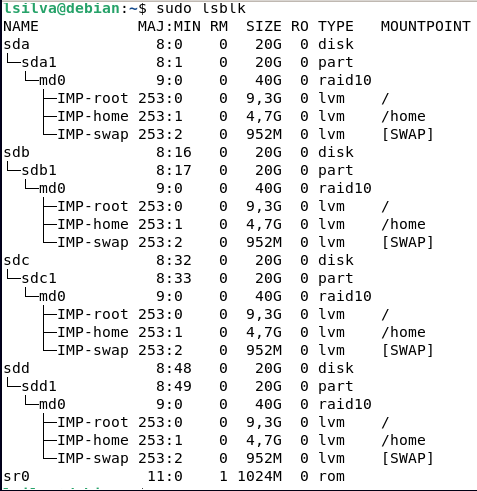 lsilva@debian:~$ sudo lsblk
NAME             MAJ:MIN RM  SIZE RO TYPE   MOUNTPOINT
sda                8:0    0   20G  0 disk
└─sda1             8:1    0   20G  0 part
  └─md0            9:0    0   40G  0 raid10
    ├─IMP-root   253:0    0  9,3G  0 lvm    /
    ├─IMP-home   253:1    0  4,7G  0 lvm    /home
    └─IMP-swap   253:2    0  952M  0 lvm    [SWAP]
sdb                8:16   0   20G  0 disk
└─sdb1             8:17   0   20G  0 part
  └─md0            9:0    0   40G  0 raid10
    ├─IMP-root   253:0    0  9,3G  0 lvm    /
    ├─IMP-home   253:1    0  4,7G  0 lvm    /home
    └─IMP-swap   253:2    0  952M  0 lvm    [SWAP]
sdc                8:32   0   20G  0 disk
└─sdc1             8:33   0   20G  0 part
  └─md0            9:0    0   40G  0 raid10
    ├─IMP-root   253:0    0  9,3G  0 lvm    /
    ├─IMP-home   253:1    0  4,7G  0 lvm    /home
    └─IMP-swap   253:2    0  952M  0 lvm    [SWAP]
sdd                8:48   0   20G  0 disk
└─sdd1             8:49   0   20G  0 part
  └─md0            9:0    0   40G  0 raid10
    ├─IMP-root   253:0    0  9,3G  0 lvm    /
    ├─IMP-home   253:1    0  4,7G  0 lvm    /home
    └─IMP-swap   253:2    0  952M  0 lvm    [SWAP]
sr0               11:0    1 1024M  0 rom